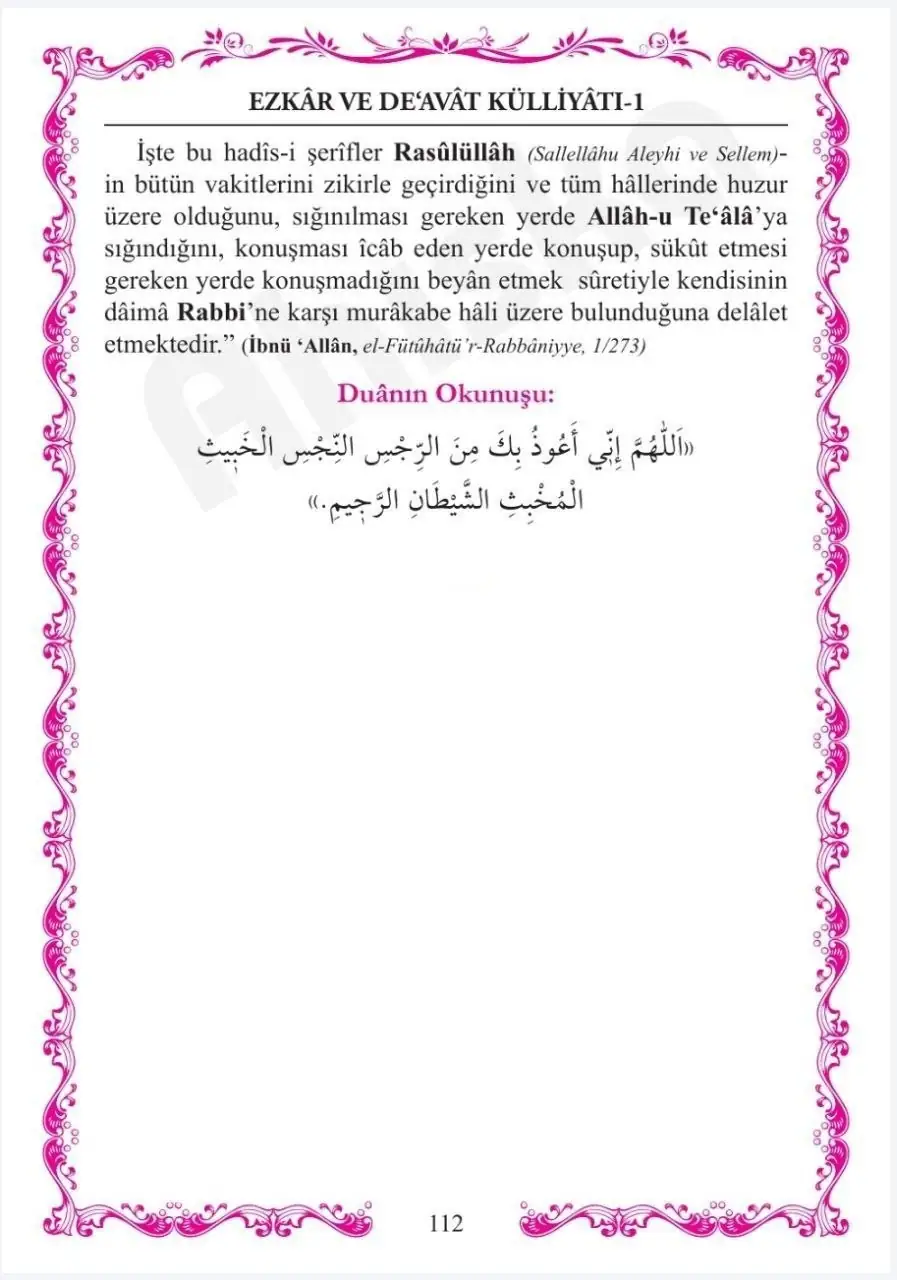 EZKÂR VE DE‘AVÂT KÜLLİYÂTI-1
İşte bu hadîs-i şerîfler Rasûlüllâh (Sallellâhu Aleyhi ve Sellem)-
in bütün vakitlerini zikirle geçirdiğini ve tüm hâllerinde huzur
üzere olduğunu, sığınılması gereken yerde Allâh-u Te‘âlâ’ya
sığındığını, konuşması îcâb eden yerde konuşup, sükût etmesi
gereken yerde konuşmadığını beyân etmek sûretiyle kendisinin
dâimâ Rabbi’ne karşı murâkabe hâli üzere bulunduğuna delâlet
etmektedir.” (İbnü ‘Allân, el-Fütûhâtü’r-Rabbâniyye, 1/273)
Duânın Okunuşu:
«اَللّٰهُمَّ إِنِّي أَعُوذُ بِكَ مِنَ الرِّجْسِ النِّجْسِ الْخَبِيثِ
الْمُخْبِثِ الشَّيْطَانِ الرَّجِيمِ.»
112